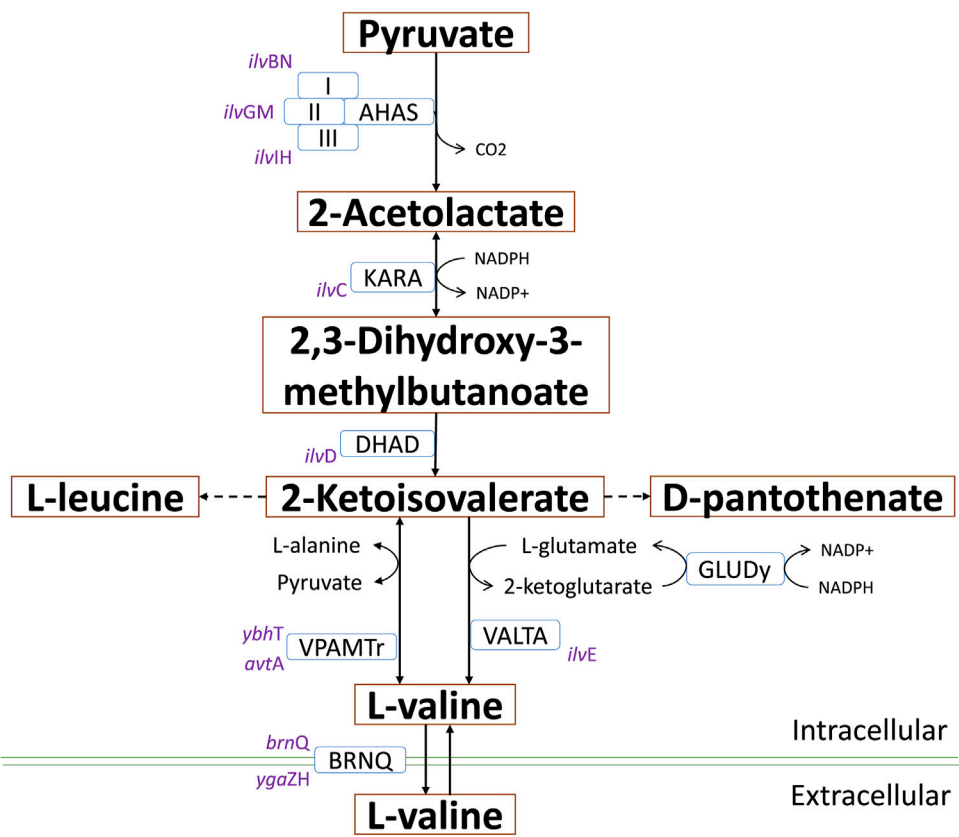 Pyruvate
ilvBN
I
ilvGM
II
AHAS
III
ilvIH
CO2
2-Acetolactate
NADPH
KARA
ilvC
NADP+
2,3-Dihydroxy-3-
methylbutanoate
DHAD
ilvD
L-leucine
2-Ketoisovalerate
D-pantothenate
L-alanine
L-glutamate
NADP+
GLUDy
Pyruvate
2-ketoglutarate
NADPH
ybhT
VPAMTr
avtA
VALTA
ilvE
L-valine
Intracellular
brnQ
BRNQ
ygaZH
Extracellular
L-valine